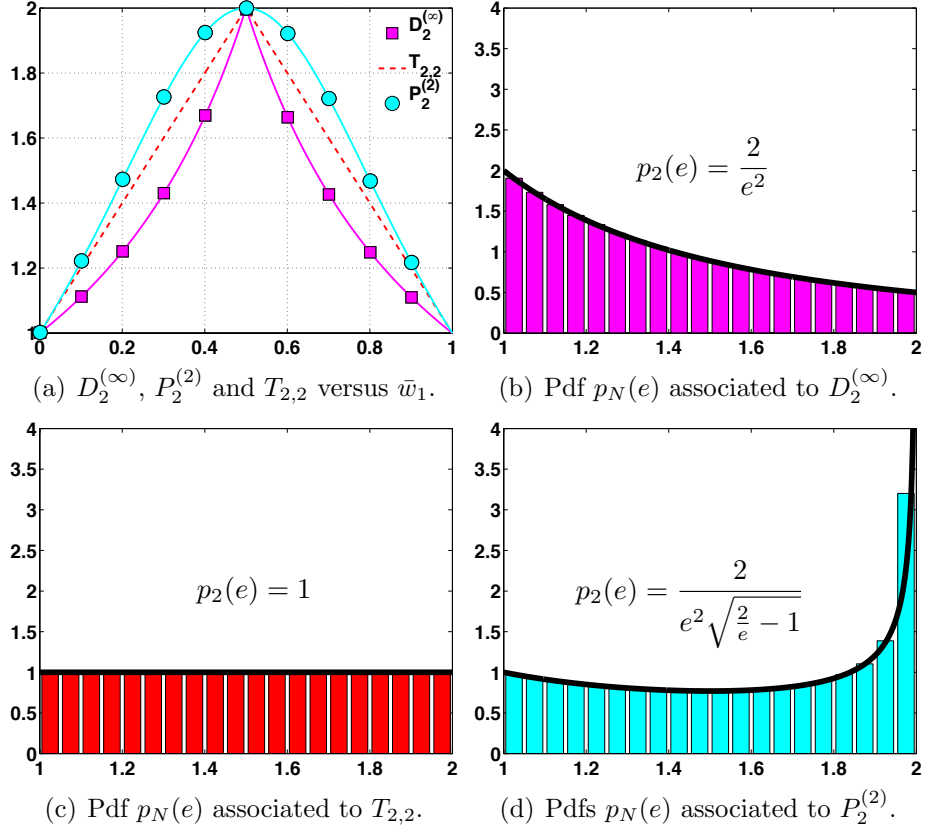 2
1.8
1.6
1.4
1.2
1
0 0.2 0.4 0.6 0.8 1
D_2^{(∞)}
T_{2,2}
P_2^{(2)}
(a) D_2^{(∞)}, P_2^{(2)} and T_{2,2} versus \bar{w}_1.
4
3.5
3
2.5
2
1.5
1
0.5
0
1 1.2 1.4 1.6 1.8 2
p_2(e) = \frac{2}{e^2}
(b) Pdf p_N(e) associated to D_2^{(∞)}.
4
3.5
3
2.5
2
1.5
1
0.5
0
1 1.2 1.4 1.6 1.8 2
p_2(e) = 1
(c) Pdf p_N(e) associated to T_{2,2}.
4
3.5
3
2.5
2
1.5
1
0.5
0
1 1.2 1.4 1.6 1.8 2
p_2(e) = \frac{2}{e^2\sqrt{\frac{2}{e} - 1}}
(d) Pdfs p_N(e) associated to P_2^{(2)}.